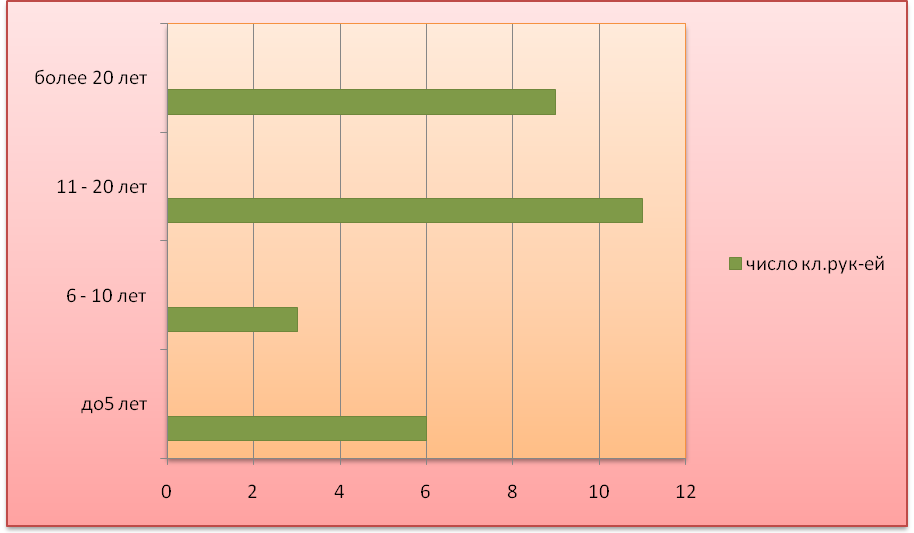 более 20 лет
11 - 20 лет
6 - 10 лет
до5 лет
0 2 4 6 8 10 12
число кл.рук-ей